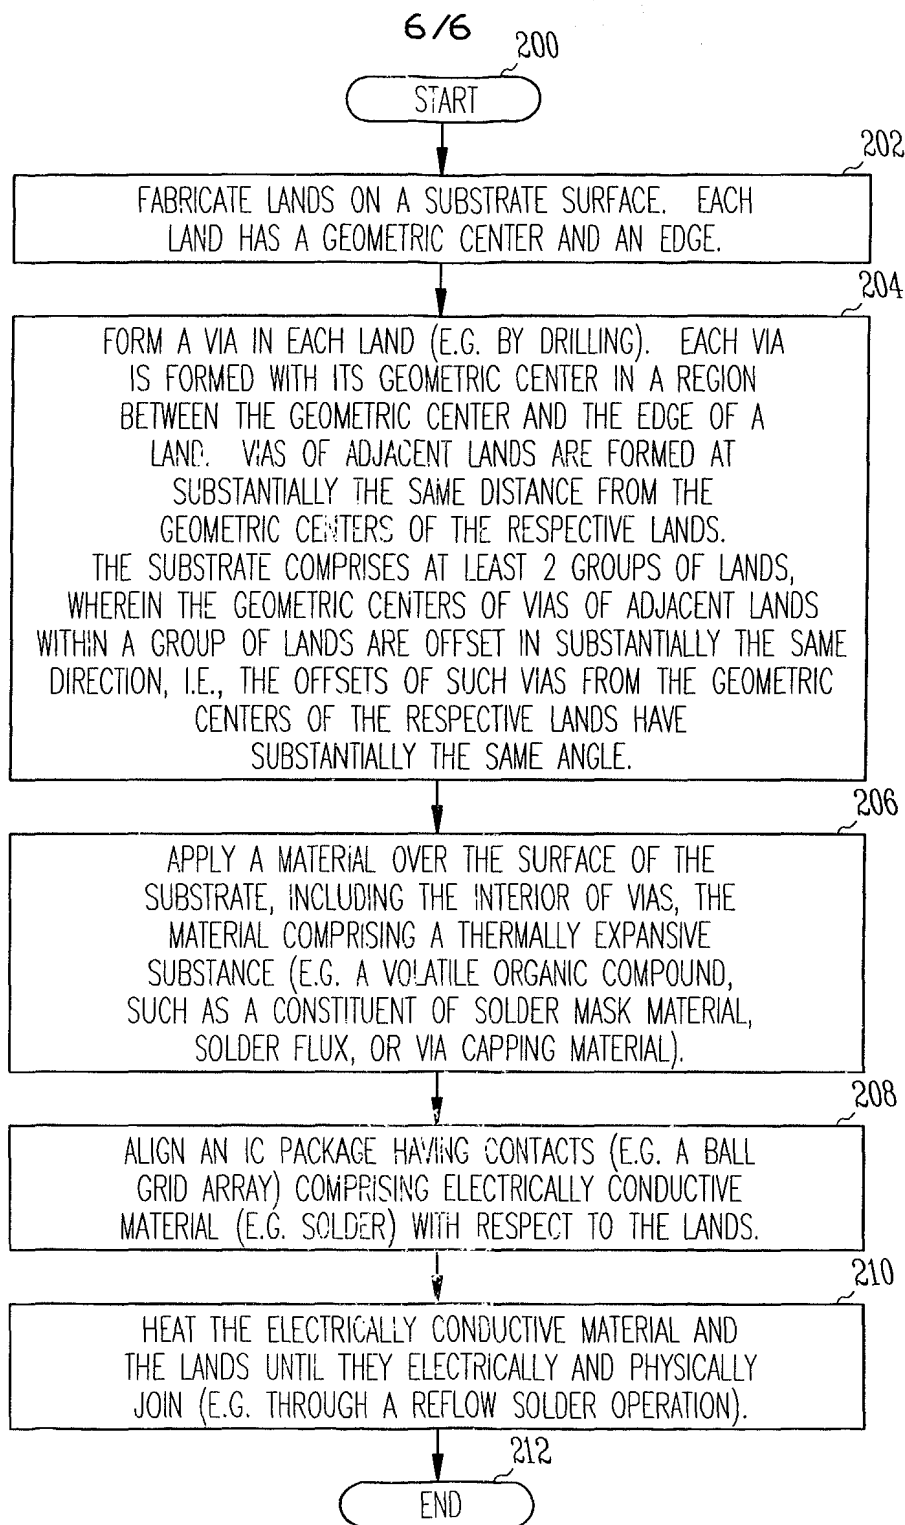 6/6
200
START
202
FABRICATE LANDS ON A SUBSTRATE SURFACE. EACH
LAND HAS A GEOMETRIC CENTER AND AN EDGE.
204
FORM A VIA IN EACH LAND (E.G. BY DRILLING). EACH VIA
IS FORMED WITH ITS GEOMETRIC CENTER IN A REGION
BETWEEN THE GEOMETRIC CENTER AND THE EDGE OF A
LAND. VIAS OF ADJACENT LANDS ARE FORMED AT
SUBSTANTIALLY THE SAME DISTANCE FROM THE
GEOMETRIC CENTERS OF THE RESPECTIVE LANDS.
THE SUBSTRATE COMPRISES AT LEAST 2 GROUPS OF LANDS,
WHEREIN THE GEOMETRIC CENTERS OF VIAS OF ADJACENT LANDS
WITHIN A GROUP OF LANDS ARE OFFSET IN SUBSTANTIALLY THE SAME
DIRECTION, I.E., THE OFFSETS OF SUCH VIAS FROM THE GEOMETRIC
CENTERS OF THE RESPECTIVE LANDS HAVE
SUBSTANTIALLY THE SAME ANGLE.
206
APPLY A MATERIAL OVER THE SURFACE OF THE
SUBSTRATE, INCLUDING THE INTERIOR OF VIAS, THE
MATERIAL COMPRISING A THERMALLY EXPANSIVE
SUBSTANCE (E.G. A VOLATILE ORGANIC COMPOUND,
SUCH AS A CONSTITUENT OF SOLDER MASK MATERIAL,
SOLDER FLUX, OR VIA CAPPING MATERIAL).
208
ALIGN AN IC PACKAGE HAVING CONTACTS (E.G. A BALL
GRID ARRAY) COMPRISING ELECTRICALLY CONDUCTIVE
MATERIAL (E.G. SOLDER) WITH RESPECT TO THE LANDS.
210
HEAT THE ELECTRICALLY CONDUCTIVE MATERIAL AND
THE LANDS UNTIL THEY ELECTRICALLY AND PHYSICALLY
JOIN (E.G. THROUGH A REFLOW SOLDER OPERATION).
212
END